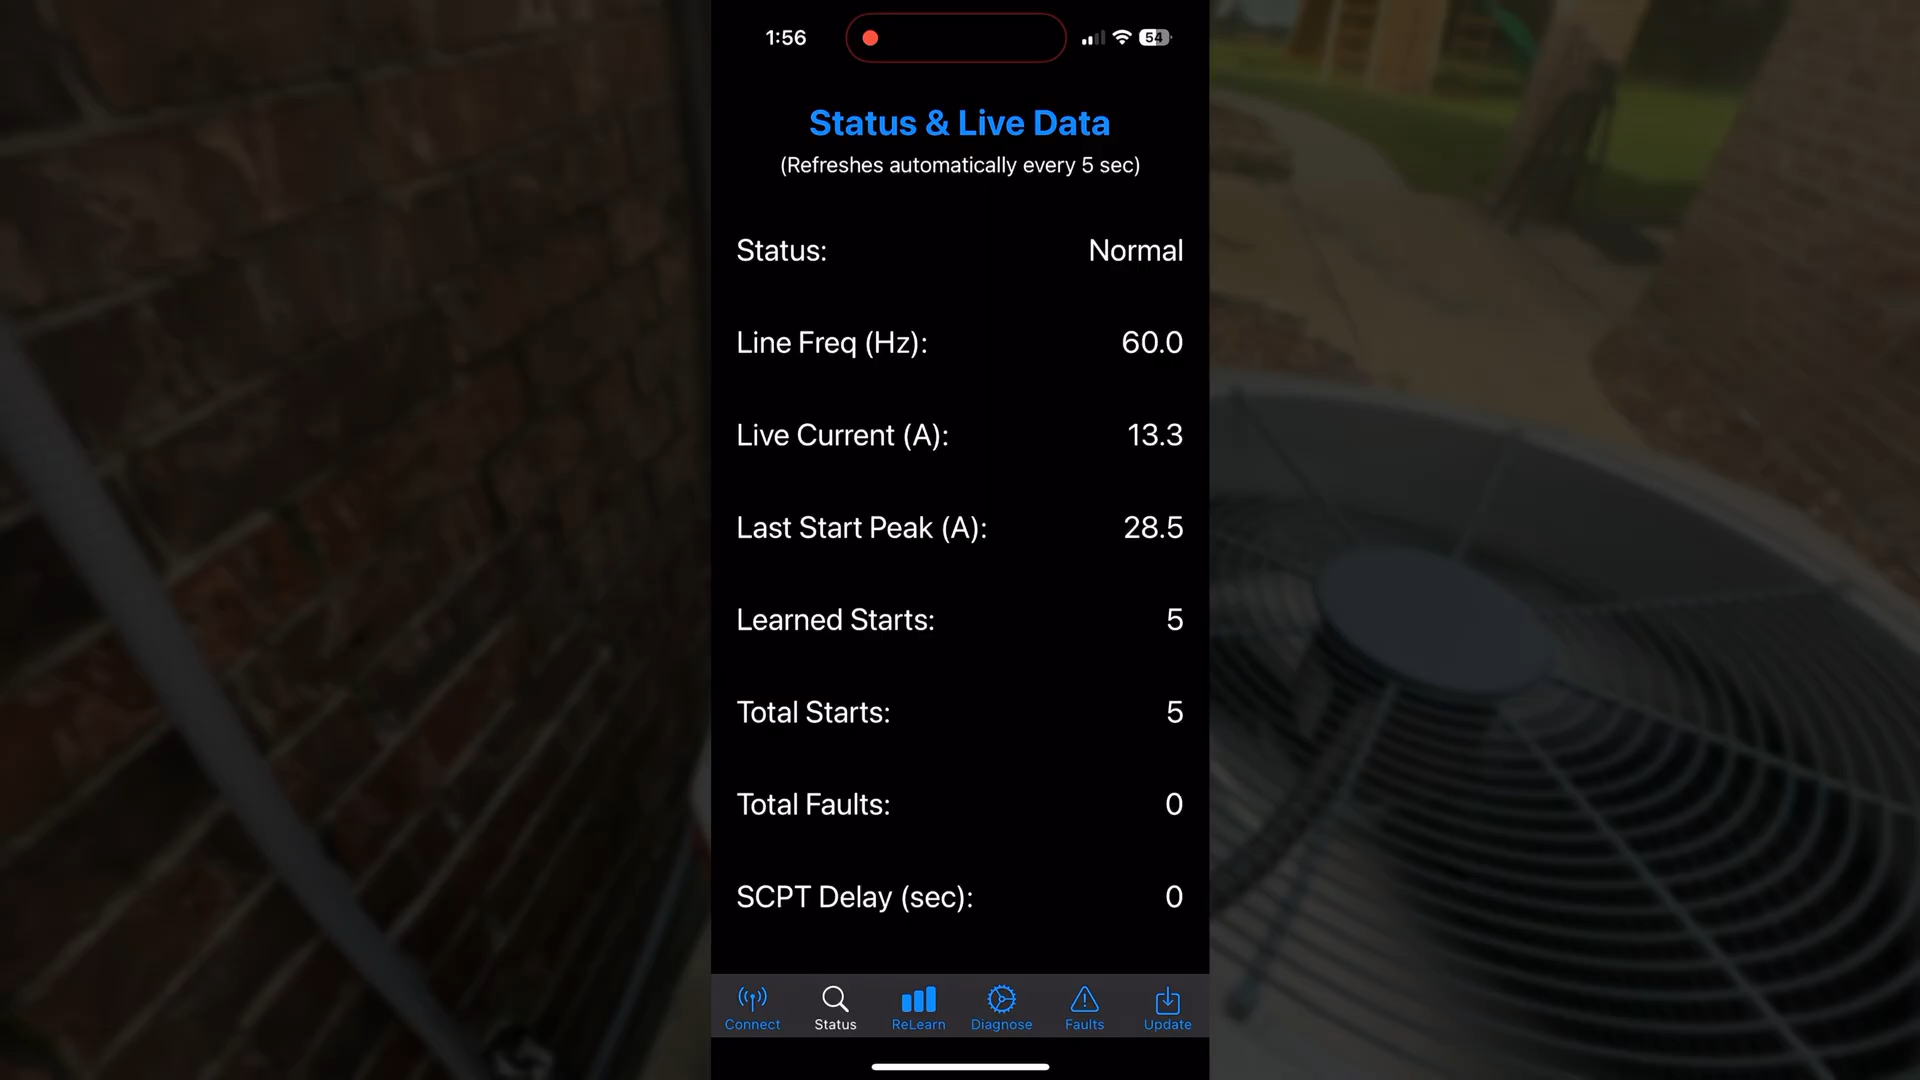 1:56
54
Status & Live Data
(Refreshes automatically every 5 sec)
Status: Normal
Line Freq (Hz): 60.0
Live Current (A): 13.3
Last Start Peak (A): 28.5
Learned Starts: 5
Total Starts: 5
Total Faults: 0
SCPT Delay (sec): 0
Connect Status ReLearn Diagnose Faults Update